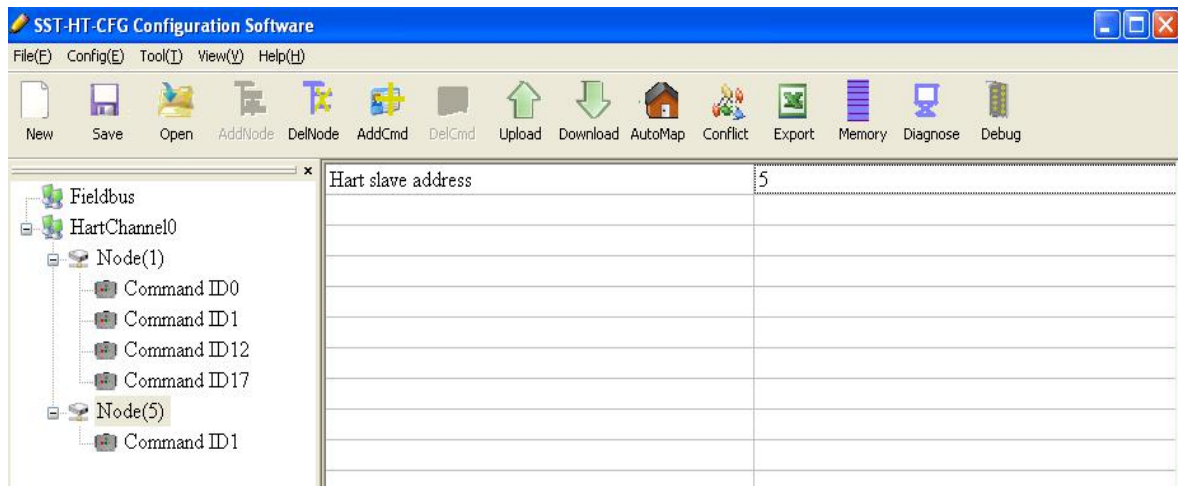 SST-HT-CFG Configuration Software
File(F) Config(E) Tool(T) View(V) Help(H)
New Save Open AddNode DelNode AddCmd DelCmd Upload Download AutoMap Conflict Export Memory Diagnose Debug
Hart slave address 5
Fieldbus
HartChannel0
Node(1)
Command ID0
Command ID1
Command ID12
Command ID17
Node(5)
Command ID1